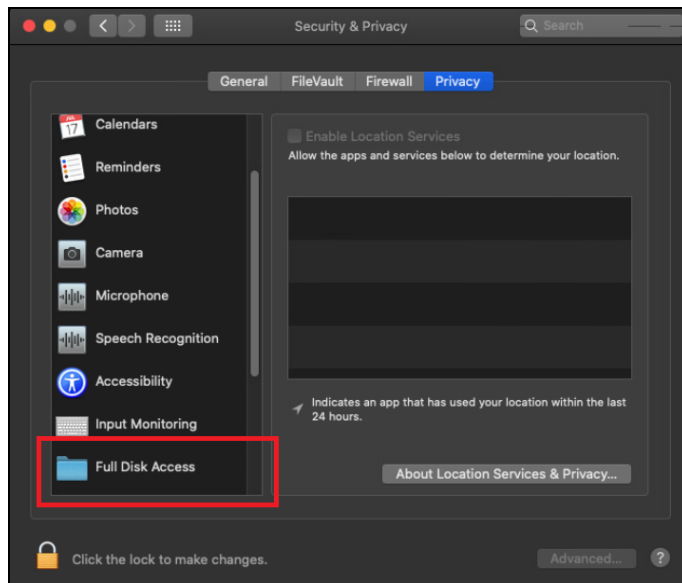 Security & Privacy
Search
General FileVault Firewall Privacy
JUL
17
Calendars
Reminders
Photos
Camera
Microphone
Speech Recognition
Accessibility
Input Monitoring
Full Disk Access
Enable Location Services
Allow the apps and services below to determine your location.
Indicates an app that has used your location within the last
24 hours.
About Location Services & Privacy...
Click the lock to make changes.
Advanced...
?